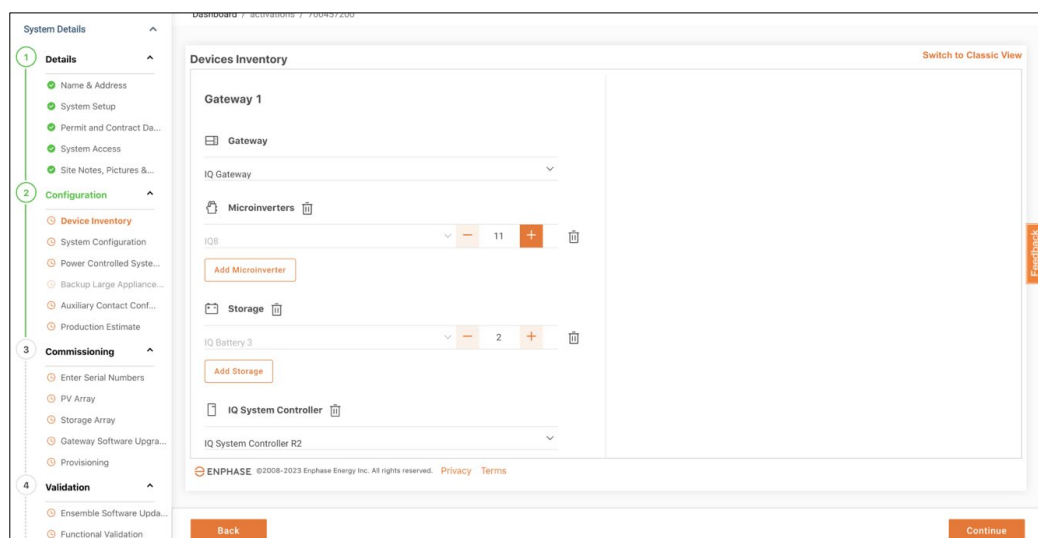 Dashboard / activations / 706457206
System Details
1
Details
Name & Address
System Setup
Permit and Contract Da...
System Access
Site Notes, Pictures &...
2
Configuration
Device Inventory
System Configuration
Power Controlled Syste...
Backup Large Appliance...
Auxiliary Contact Conf...
Production Estimate
3
Commissioning
Enter Serial Numbers
PV Array
Storage Array
Gateway Software Upgra...
Provisioning
4
Validation
Ensemble Software Upda...
Functional Validation
Devices Inventory
Switch to Classic View
Gateway 1
Gateway
IQ Gateway
Microinverters
IQ8 − 11 +
Add Microinverter
Storage
IQ Battery 3 − 2 +
Add Storage
IQ System Controller
IQ System Controller R2
ENPHASE ©2008-2023 Enphase Energy Inc. All rights reserved. Privacy Terms
Back
Continue
Feedback